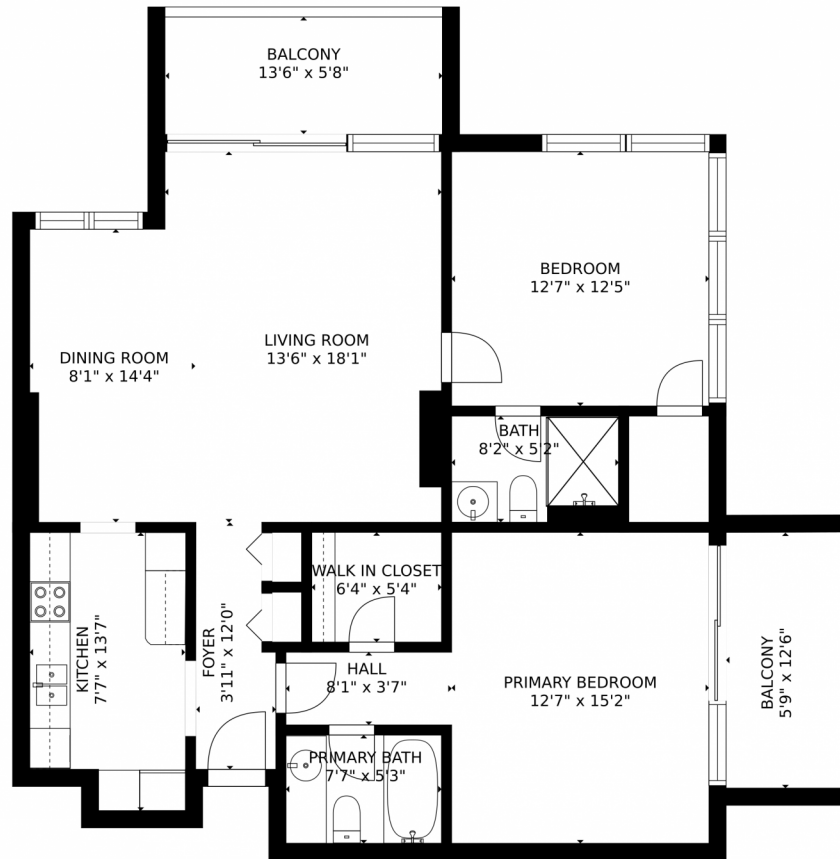 BALCONY
13'6" x 5'8"
BEDROOM
12'7" x 12'5"
LIVING ROOM
13'6" x 18'1"
DINING ROOM
8'1" x 14'4"
BATH
8'2" x 5'2"
WALK IN CLOSET
6'4" x 5'4"
KITCHEN
7'7" x 13'7"
FOYER
3'11" x 12'0"
HALL
8'1" x 3'7"
PRIMARY BEDROOM
12'7" x 15'2"
BALCONY
5'9" x 12'6"
PRIMARY BATH
7'7" x 5'3"